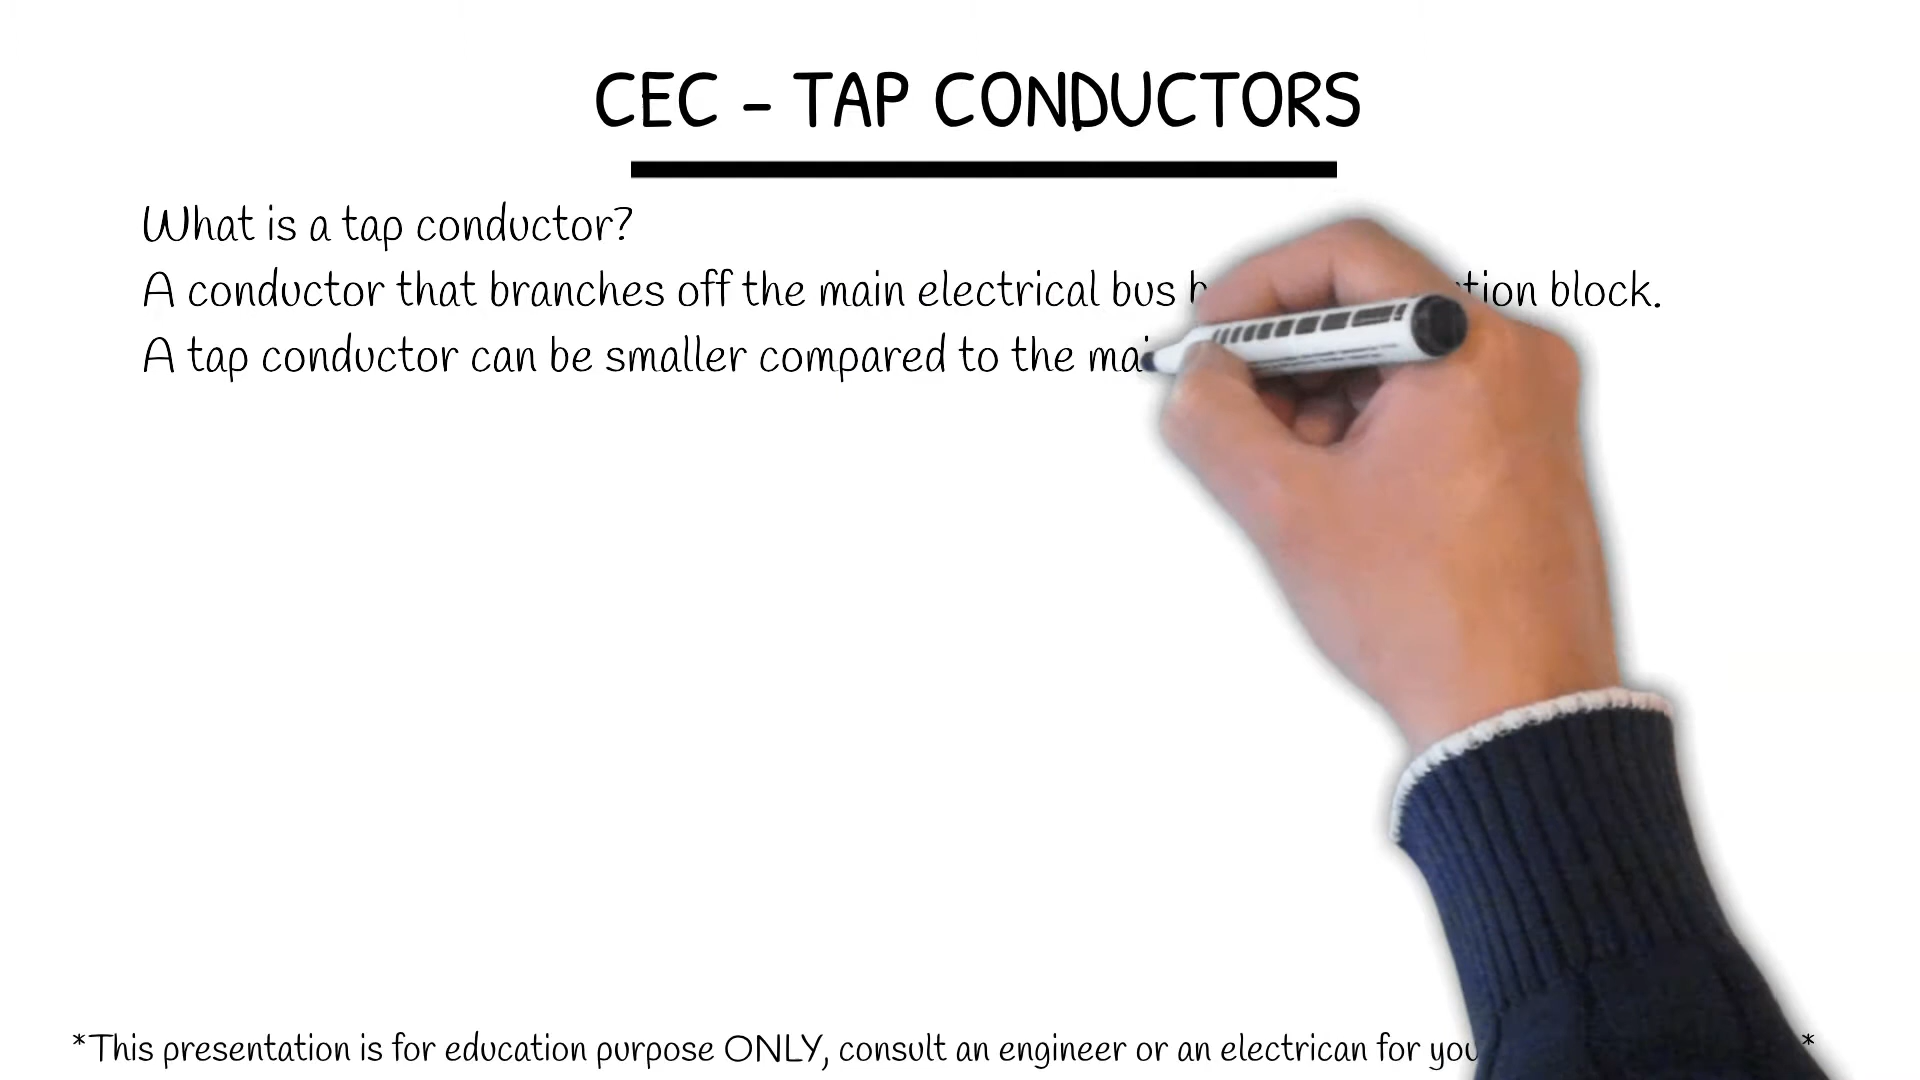 CEC - TAP CONDUCTORS
What is a tap conductor?
A conductor that branches off the main electrical bus block.
A tap conductor can be smaller compared to the
*This presentation is for education purpose ONLY, consult an engineer or an electrican for *